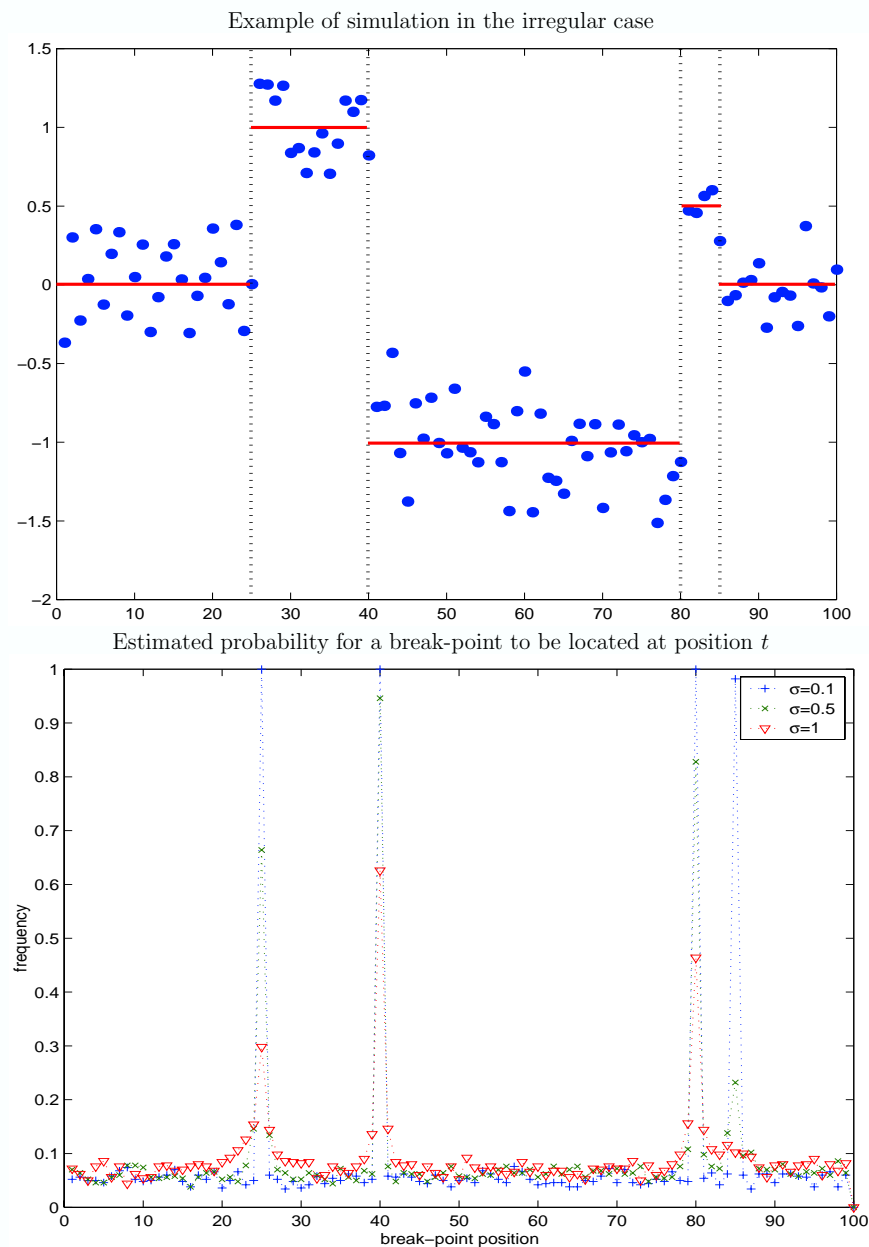 Example of simulation in the irregular case
1.5
1
0.5
0
−0.5
−1
−1.5
−2
0 10 20 30 40 50 60 70 80 90 100
Estimated probability for a break-point to be located at position t
1
0.9
0.8
0.7
0.6
0.5
0.4
0.3
0.2
0.1
0
frequency
σ=0.1
σ=0.5
σ=1
0 10 20 30 40 50 60 70 80 90 100
break−point position